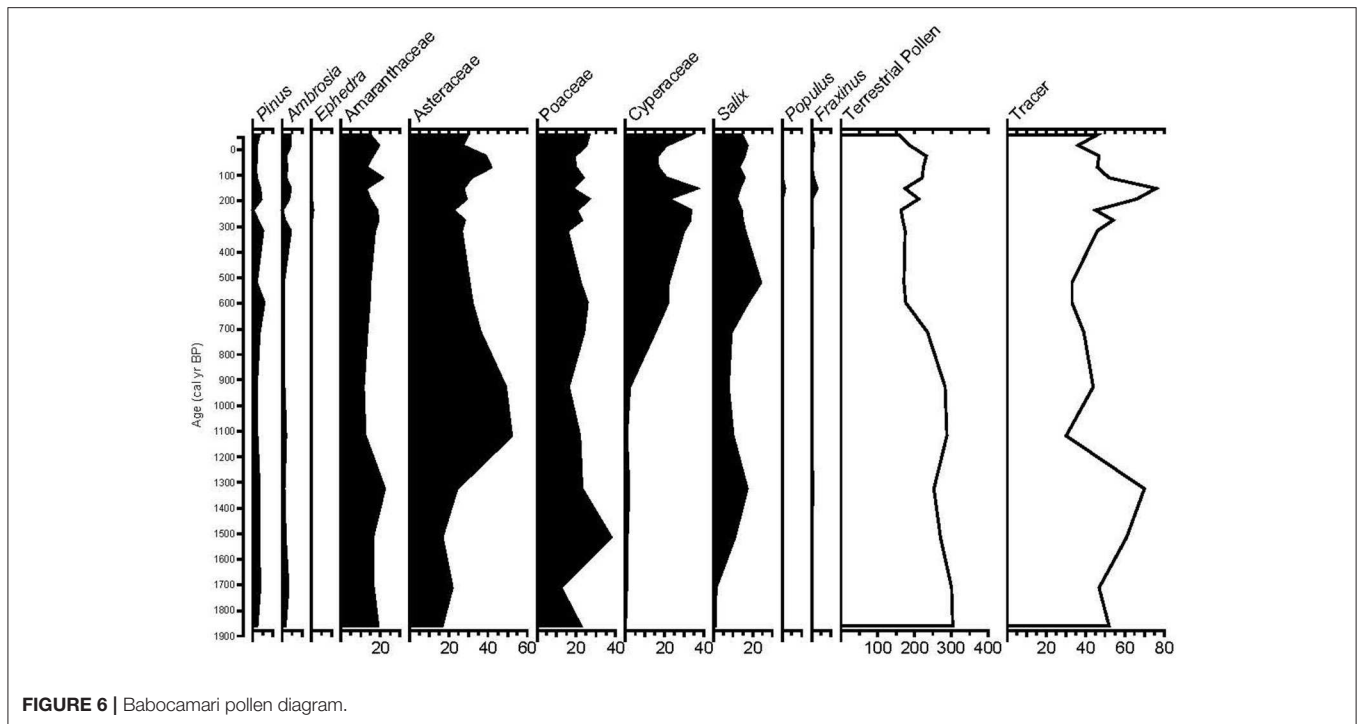 Pinus
Ambrosia
Ephedra
Amaranthaceae
Asteraceae
Poaceae
Cyperaceae
Salix
Populus
Fraxinus
Terrestrial Pollen
Tracer
Age (cal yr BP)
0
100
200
300
400
500
600
700
800
900
1000
1100
1200
1300
1400
1500
1600
1700
1800
1900
20 20 40 60 20 40 20 40 20 100 200 300 400 20 40 60 80
FIGURE 6 | Babocamari pollen diagram.